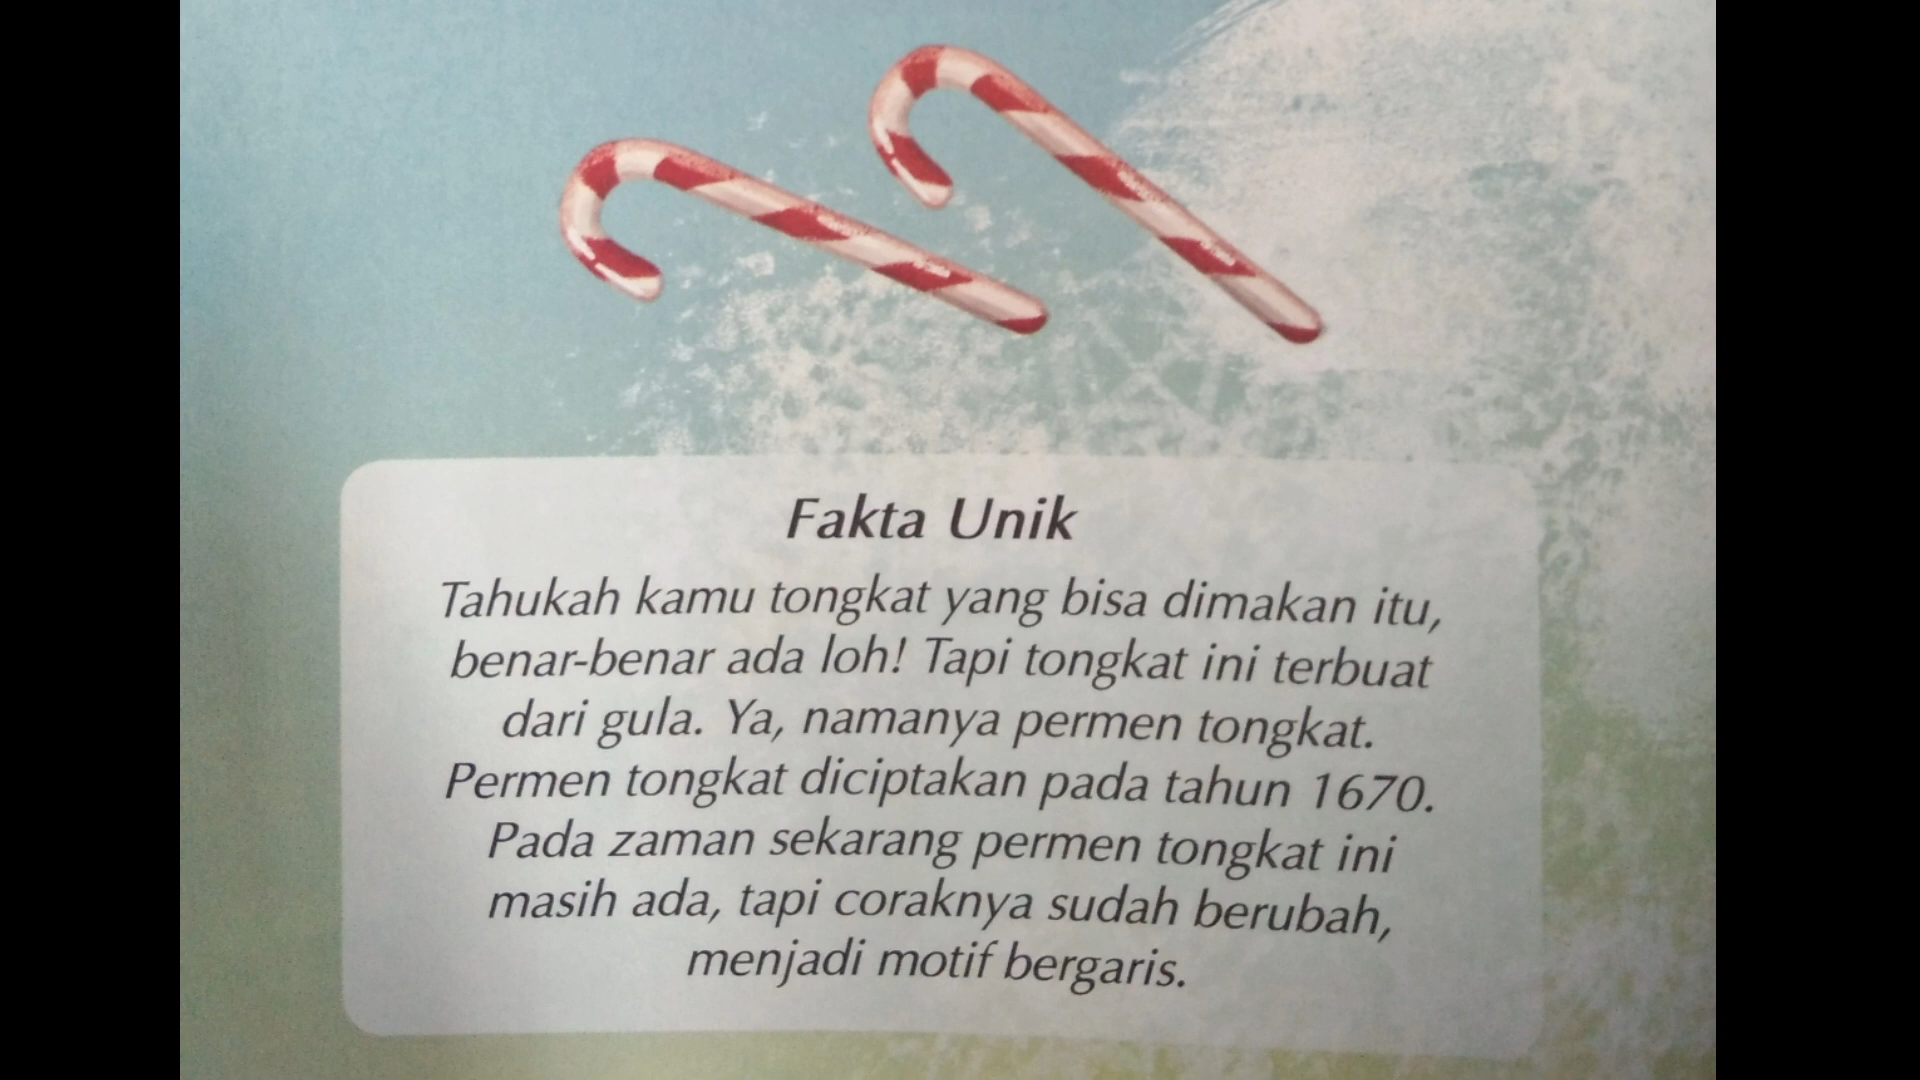 Fakta Unik
Tahukah kamu tongkat yang bisa dimakan itu,
benar-benar ada loh! Tapi tongkat ini terbuat
dari gula. Ya, namanya permen tongkat.
Permen tongkat diciptakan pada tahun 1670.
Pada zaman sekarang permen tongkat ini
masih ada, tapi coraknya sudah berubah,
menjadi motif bergaris.